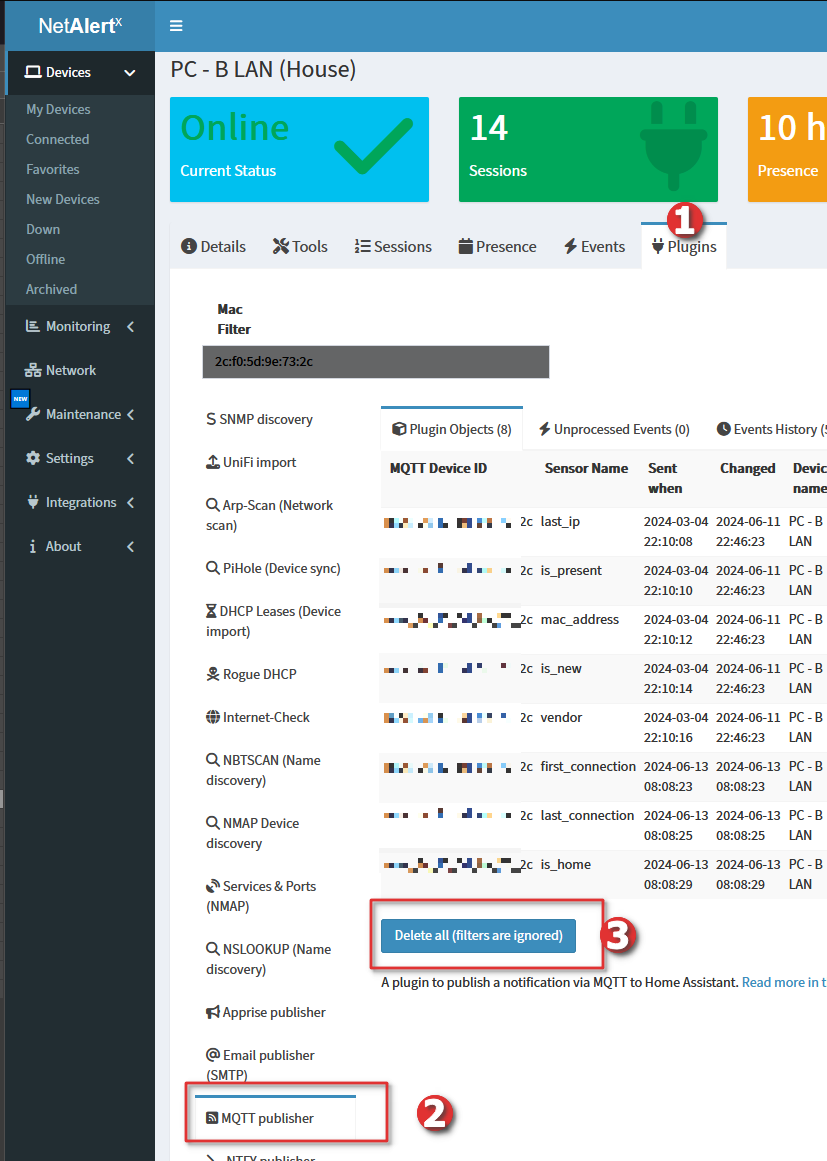 NetAlertX
Devices
My Devices
Connected
Favorites
New Devices
Down
Offline
Archived
Monitoring
Network
NEW
Maintenance
Settings
Integrations
About
PC - B LAN (House)
Online
Current Status
14
Sessions
10 h
Presence
1
Details
Tools
Sessions
Presence
Events
Plugins
Mac
Filter
2c:f0:5d:9e:73:2c
SNMP discovery
UniFi import
Arp-Scan (Network
scan)
PiHole (Device sync)
DHCP Leases (Device
import)
Rogue DHCP
Internet-Check
NBTSCAN (Name
discovery)
NMAP Device
discovery
Services & Ports
(NMAP)
NSLOOKUP (Name
discovery)
Apprise publisher
Email publisher
(SMTP)
MQTT publisher
2
NTFY publisher
Plugin Objects (8)
Unprocessed Events (0)
Events History (5
MQTT Device ID Sensor Name Sent when Changed Devic name
2c last_ip 2024-03-04 22:10:08 2024-06-11 22:46:23 PC - B LAN
2c is_present 2024-03-04 22:10:10 2024-06-11 22:46:23 PC - B LAN
2c mac_address 2024-03-04 22:10:12 2024-06-11 22:46:23 PC - B LAN
2c is_new 2024-03-04 22:10:14 2024-06-11 22:46:23 PC - B LAN
2c vendor 2024-03-04 22:10:16 2024-06-11 22:46:23 PC - B LAN
2c first_connection 2024-06-13 08:08:23 2024-06-13 08:08:23 PC - B LAN
2c last_connection 2024-06-13 08:08:25 2024-06-13 08:08:25 PC - B LAN
2c is_home 2024-06-13 08:08:29 2024-06-13 08:08:29 PC - B LAN
Delete all (filters are ignored)
3
A plugin to publish a notification via MQTT to Home Assistant. Read more in t